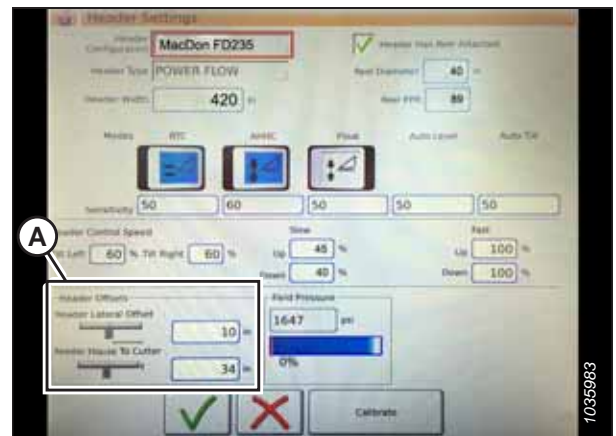 Header Settings
Header Configuration MacDon FD235 Header Has Reel Attached
Header Type POWER FLOW Reel Diameter 40 in
Header Width 420 in Reel PPR 89
Modes RTC AHHC Float Auto Level Auto Tilt
Sensitivity 50 60 50 50 50
A
Header Control Speed Slow Fast
Tilt Left 60 % Tilt Right 60 % Up 48 % Up 100 %
Down 40 % Down 100 %
Header Offsets Field Pressure
Header Lateral Offset
10 in 1647 psi
Feeder House To Cutter
34 in 0%
Calibrate
1035983